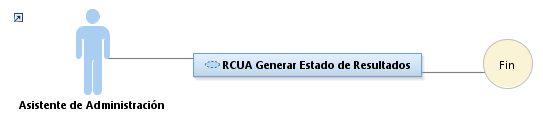 RCUA Generar Estado de Resultados
Fin
Asistente de Administración